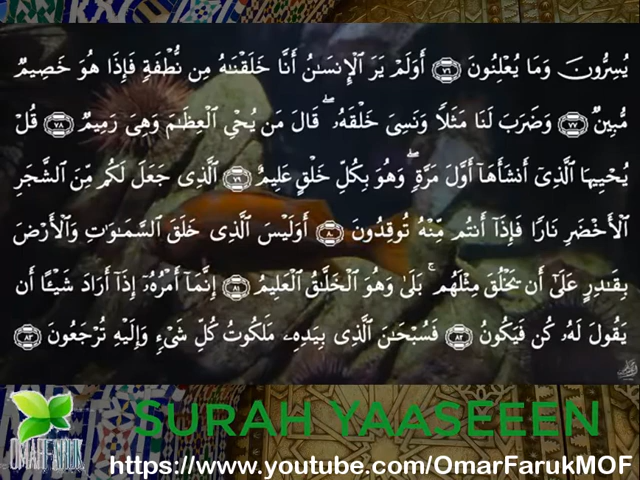 يُسِرُّونَ وَمَا يُعْلِنُونَ ٧٦ أَوَلَمْ يَرَ ٱلْإِنسَـٰنُ أَنَّا خَلَقْنَـٰهُ مِن نُّطْفَةٍ فَإِذَا هُوَ خَصِيمٌ
مُّبِينٌ ٧٧ وَضَرَبَ لَنَا مَثَلًا وَنَسِىَ خَلْقَهُۥ ۖ قَالَ مَن يُحْىِ ٱلْعِظَـٰمَ وَهِىَ رَمِيمٌ ٧٨ قُلْ
يُحْيِيهَا ٱلَّذِىٓ أَنشَأَهَآ أَوَّلَ مَرَّةٍ ۖ وَهُوَ بِكُلِّ خَلْقٍ عَلِيمٌ ٧٩ ٱلَّذِى جَعَلَ لَكُم مِّنَ ٱلشَّجَرِ
ٱلْأَخْضَرِ نَارًا فَإِذَآ أَنتُم مِّنْهُ تُوقِدُونَ ٨٠ أَوَلَيْسَ ٱلَّذِى خَلَقَ ٱلسَّمَـٰوَٰتِ وَٱلْأَرْضَ
بِقَـٰدِرٍ عَلَىٰٓ أَن يَخْلُقَ مِثْلَهُم ۚ بَلَىٰ وَهُوَ ٱلْخَلَّـٰقُ ٱلْعَلِيمُ ٨١ إِنَّمَآ أَمْرُهُۥٓ إِذَآ أَرَادَ شَيْـًٔا أَن
يَقُولَ لَهُۥ كُن فَيَكُونُ ٨٢ فَسُبْحَـٰنَ ٱلَّذِى بِيَدِهِۦ مَلَكُوتُ كُلِّ شَىْءٍ وَإِلَيْهِ تُرْجَعُونَ ٨٣
SURAH YAASEEEN
OMAR FARUK
https://www.youtube.com/OmarFarukMOF